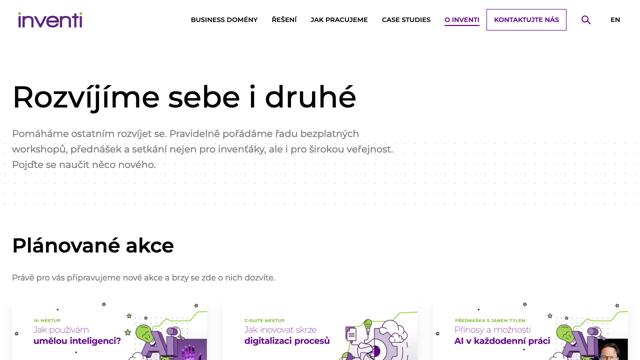 inventi
BUSINESS DOMÉNY
ŘEŠENÍ
JAK PRACUJEME
CASE STUDIES
O INVENTI
KONTAKTUJTE NÁS
EN
Rozvíjíme sebe i druhé
Pomáháme ostatním rozvíjet se. Pravidelně pořádáme řadu bezplatných
workshopů, přednášek a setkání nejen pro inventáky, ale i pro širokou veřejnost.
Pojďte se naučit něco nového.
Plánované akce
Právě pro vás připravujeme nové akce a brzy se zde o nich dozvíte.
AI MEETUP
Jak používám
umělou inteligenci?
C-SUITE MEETUP
Jak inovovat skrze
digitalizaci procesů
PŘEDNÁŠKA S JANEM TYLEM
Přínosy a možnosti
AI v každodenní práci